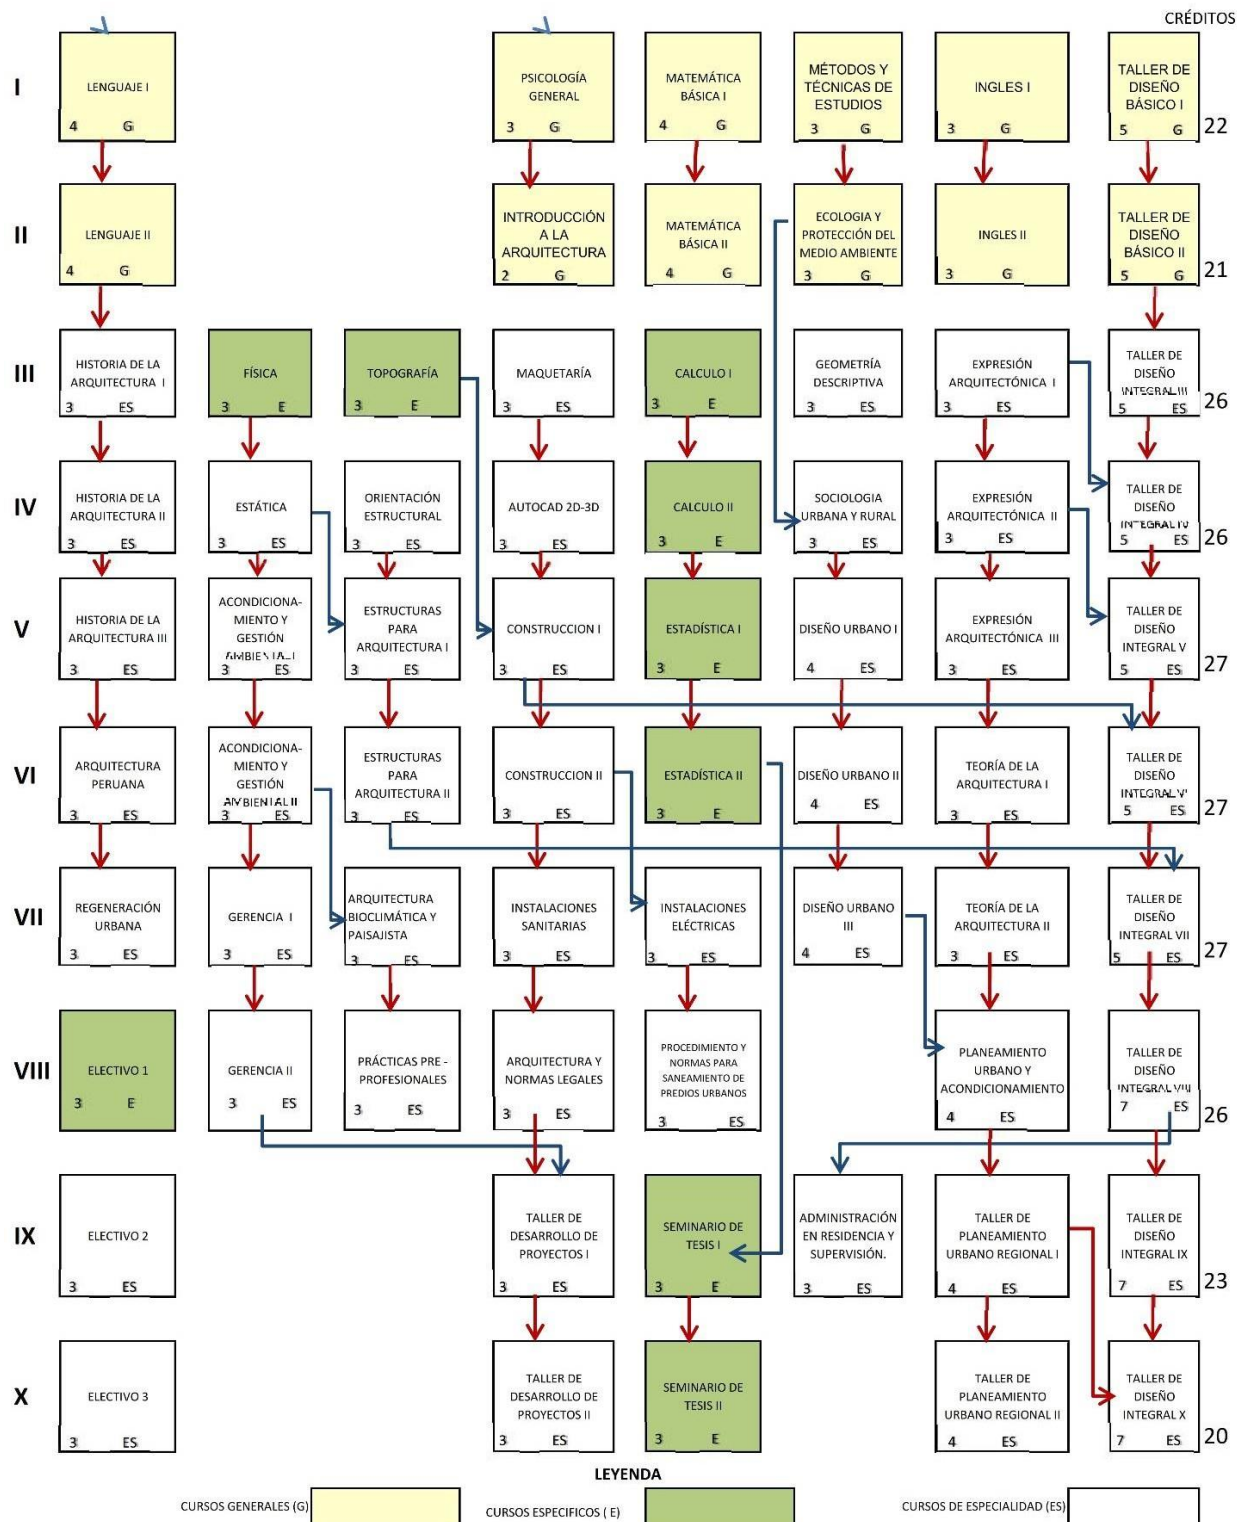 CRÉDITOS
I
LENGUAJE I
4 G
PSICOLOGÍA
GENERAL
3 G
MATEMÁTICA
BÁSICA I
4 G
MÉTODOS Y
TÉCNICAS DE
ESTUDIOS
3 G
INGLES I
3 G
TALLER DE
DISEÑO
BÁSICO I
5 G
22
II
LENGUAJE II
4 G
INTRODUCCIÓN
A LA
ARQUITECTURA
2 G
MATEMÁTICA
BÁSICA II
4 G
ECOLOGIA Y
PROTECCIÓN DEL
MEDIO AMBIENTE
3 G
INGLES II
3 G
TALLER DE
DISEÑO
BÁSICO II
5 G
21
III
HISTORIA DE LA
ARQUITECTURA I
3 ES
FÍSICA
3 E
TOPOGRAFÍA
3 E
MAQUETARÍA
3 ES
CALCULO I
3 E
GEOMETRÍA
DESCRIPTIVA
3 ES
EXPRESIÓN
ARQUITECTÓNICA I
3 ES
TALLER DE
DISEÑO
INTEGRAL III
5 ES
26
IV
HISTORIA DE LA
ARQUITECTURA II
3 ES
ESTÁTICA
3 ES
ORIENTACIÓN
ESTRUCTURAL
3 ES
AUTOCAD 2D-3D
3 ES
CALCULO II
3 E
SOCIOLOGIA
URBANA Y RURAL
3 ES
EXPRESIÓN
ARQUITECTÓNICA II
3 ES
TALLER DE
DISEÑO
INTEGRAL IV
5 ES
26
V
HISTORIA DE LA
ARQUITECTURA III
3 ES
ACONDICIONA-
MIENTO Y
GESTIÓN
AMBIENTAL I
3 ES
ESTRUCTURAS
PARA
ARQUITECTURA I
3 ES
CONSTRUCCION I
3 ES
ESTADÍSTICA I
3 E
DISEÑO URBANO I
4 ES
EXPRESIÓN
ARQUITECTÓNICA III
3 ES
TALLER DE
DISEÑO
INTEGRAL V
5 ES
27
VI
ARQUITECTURA
PERUANA
3 ES
ACONDICIONA-
MIENTO Y
GESTIÓN
AMBIENTAL II
3 ES
ESTRUCTURAS
PARA
ARQUITECTURA II
3 ES
CONSTRUCCION II
3 ES
ESTADÍSTICA II
3 E
DISEÑO URBANO II
4 ES
TEORÍA DE LA
ARQUITECTURA I
3 ES
TALLER DE
DISEÑO
INTEGRAL VI
5 ES
27
VII
REGENERACIÓN
URBANA
3 ES
GERENCIA I
3 ES
ARQUITECTURA
BIOCLIMÁTICA Y
PAISAJISTA
3 ES
INSTALACIONES
SANITARIAS
3 ES
INSTALACIONES
ELÉCTRICAS
3 ES
DISEÑO URBANO
III
4 ES
TEORÍA DE LA
ARQUITECTURA II
3 ES
TALLER DE
DISEÑO
INTEGRAL VII
5 ES
27
VIII
ELECTIVO 1
3 E
GERENCIA II
3 ES
PRÁCTICAS PRE -
PROFESIONALES
3 ES
ARQUITECTURA Y
NORMAS LEGALES
3 ES
PROCEDIMIENTO Y
NORMAS PARA
SANEAMIENTO DE
PREDIOS URBANOS
3 ES
PLANEAMIENTO
URBANO Y
ACONDICIONAMIENTO
4 ES
TALLER DE
DISEÑO
INTEGRAL VIII
7 ES
26
IX
ELECTIVO 2
3 ES
TALLER DE
DESARROLLO DE
PROYECTOS I
3 ES
SEMINARIO DE
TESIS I
3 E
ADMINISTRACIÓN
EN RESIDENCIA Y
SUPERVISIÓN.
3 ES
TALLER DE
PLANEAMIENTO
URBANO REGIONAL I
4 ES
TALLER DE
DISEÑO
INTEGRAL IX
7 ES
23
X
ELECTIVO 3
3 ES
TALLER DE
DESARROLLO DE
PROYECTOS II
3 ES
SEMINARIO DE
TESIS II
3 E
TALLER DE
PLANEAMIENTO
URBANO REGIONAL II
4 ES
TALLER DE
DISEÑO
INTEGRAL X
7 ES
20
LEYENDA
CURSOS GENERALES (G)
CURSOS ESPECIFICOS ( E)
CURSOS DE ESPECIALIDAD (ES)